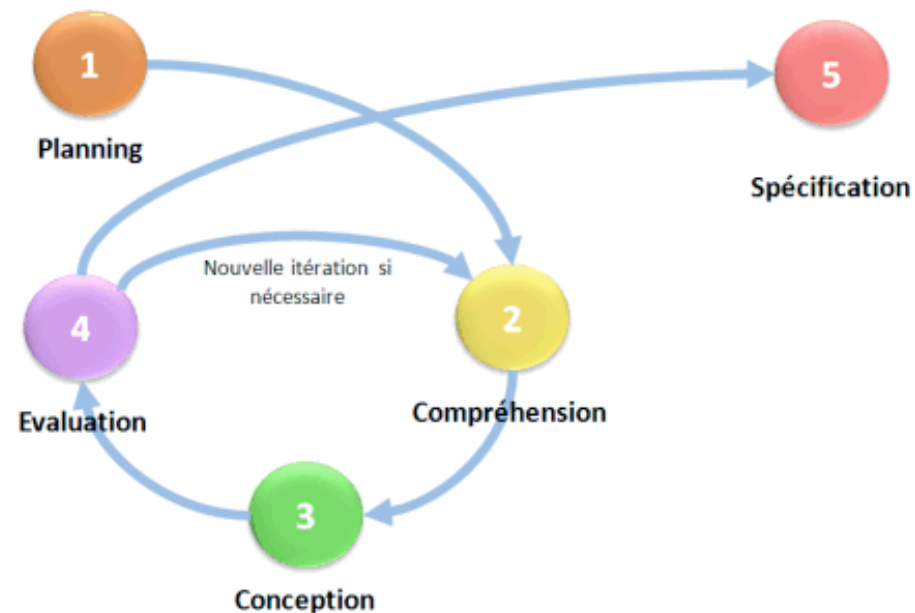 1
Planning
5
Spécification
Nouvelle itération si
nécessaire
4
Evaluation
2
Compréhension
3
Conception